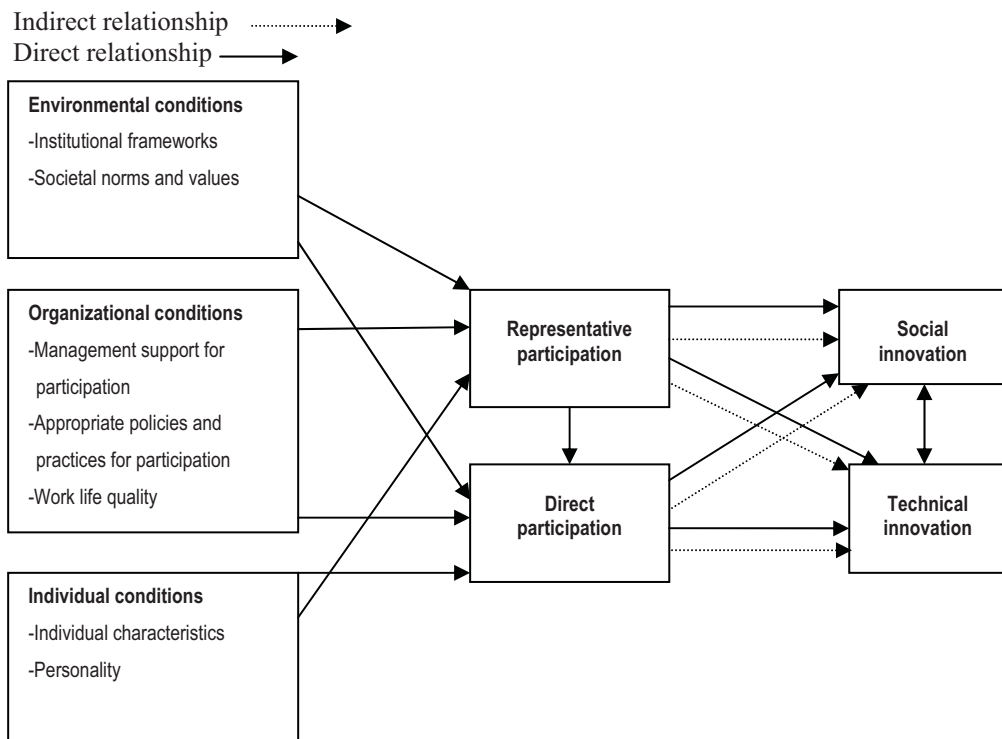 Indirect relationship
Direct relationship
Environmental conditions
-Institutional frameworks
-Societal norms and values
Organizational conditions
-Management support for
participation
-Appropriate policies and
practices for participation
-Work life quality
Individual conditions
-Individual characteristics
-Personality
Representative
participation
Direct
participation
Social
innovation
Technical
innovation